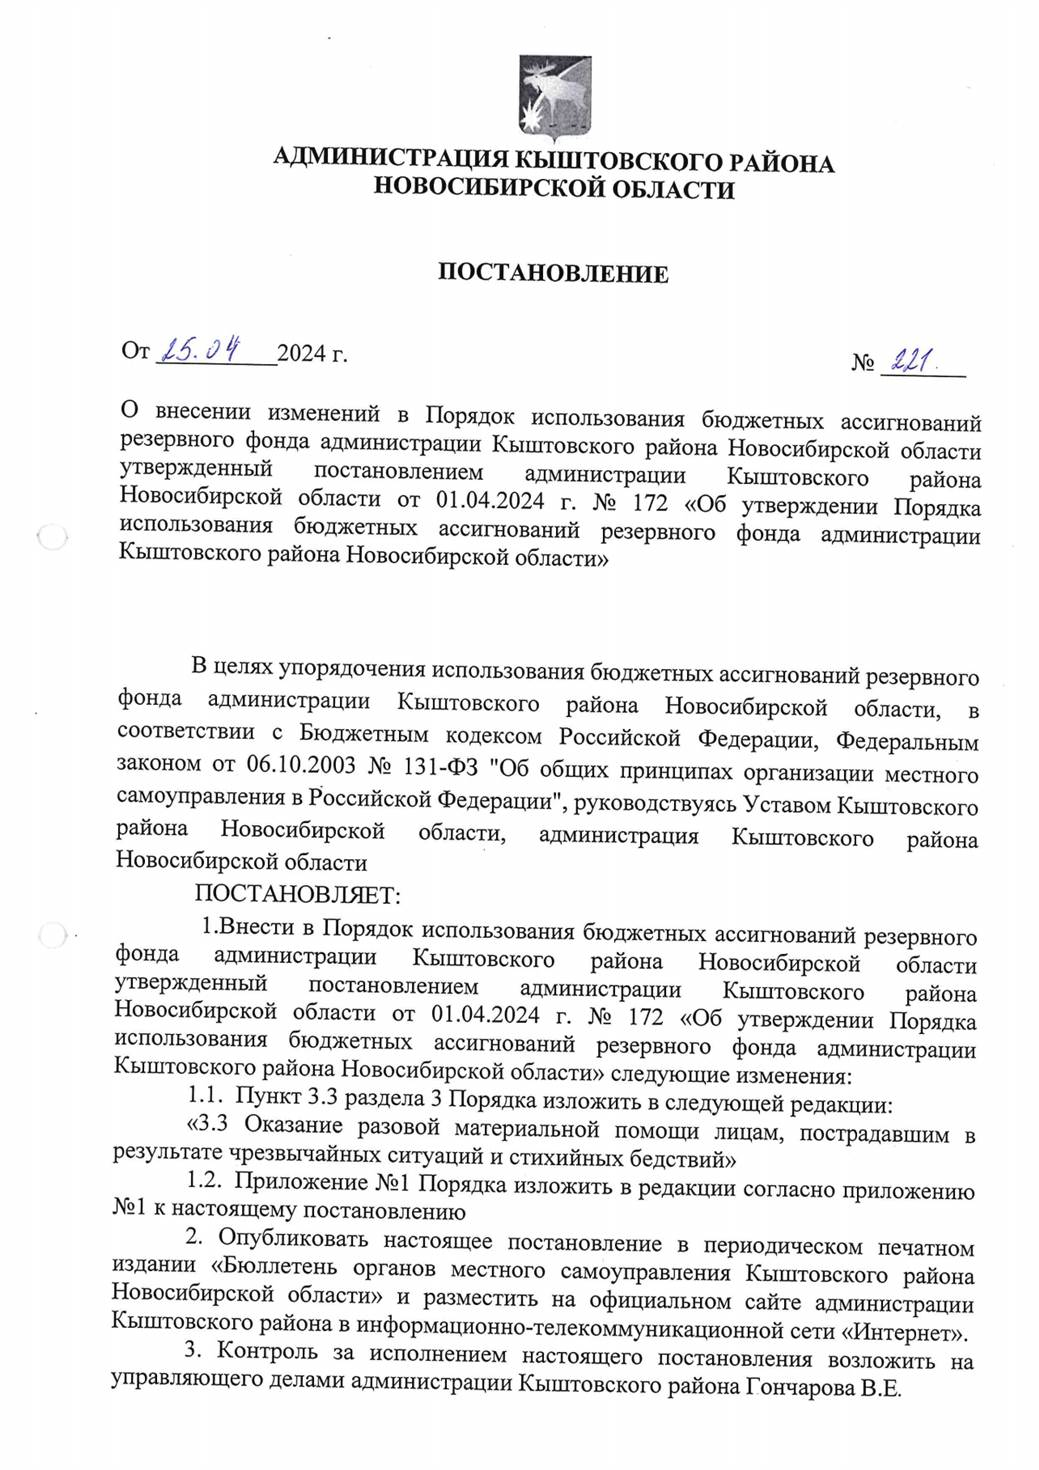 АДМИНИСТРАЦИЯ КЫШТОВСКОГО РАЙОНА
НОВОСИБИРСКОЙ ОБЛАСТИ
ПОСТАНОВЛЕНИЕ
От 25.04 2024 г.
№ 221.
О внесении изменений в Порядок использования бюджетных ассигнований
резервного фонда администрации Кыштовского района Новосибирской области
утвержденный постановлением администрации Кыштовского района
Новосибирской области от 01.04.2024 г. № 172 «Об утверждении Порядка
использования бюджетных ассигнований резервного фонда администрации
Кыштовского района Новосибирской области»
В целях упорядочения использования бюджетных ассигнований резервного
фонда администрации Кыштовского района Новосибирской области, в
соответствии с Бюджетным кодексом Российской Федерации, Федеральным
законом от 06.10.2003 № 131-ФЗ "Об общих принципах организации местного
самоуправления в Российской Федерации", руководствуясь Уставом Кыштовского
района Новосибирской области, администрация Кыштовского района
Новосибирской области
ПОСТАНОВЛЯЕТ:
1.Внести в Порядок использования бюджетных ассигнований резервного
фонда администрации Кыштовского района Новосибирской области
утвержденный постановлением администрации Кыштовского района
Новосибирской области от 01.04.2024 г. № 172 «Об утверждении Порядка
использования бюджетных ассигнований резервного фонда администрации
Кыштовского района Новосибирской области» следующие изменения:
1.1. Пункт 3.3 раздела 3 Порядка изложить в следующей редакции:
«3.3 Оказание разовой материальной помощи лицам, пострадавшим в
результате чрезвычайных ситуаций и стихийных бедствий»
1.2. Приложение №1 Порядка изложить в редакции согласно приложению
№1 к настоящему постановлению
2. Опубликовать настоящее постановление в периодическом печатном
издании «Бюллетень органов местного самоуправления Кыштовского района
Новосибирской области» и разместить на официальном сайте администрации
Кыштовского района в информационно-телекоммуникационной сети «Интернет».
3. Контроль за исполнением настоящего постановления возложить на
управляющего делами администрации Кыштовского района Гончарова В.Е.